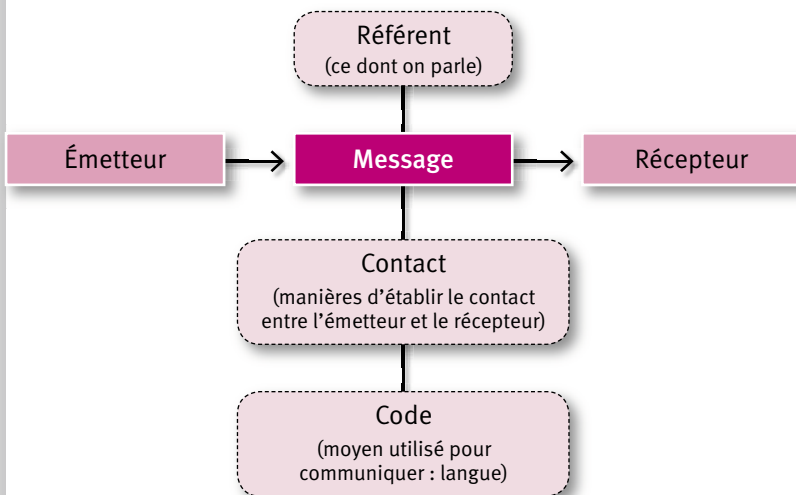 Référent
(ce dont on parle)
Émetteur
Message
Récepteur
Contact
(manières d’établir le contact
entre l’émetteur et le récepteur)
Code
(moyen utilisé pour
communiquer : langue)